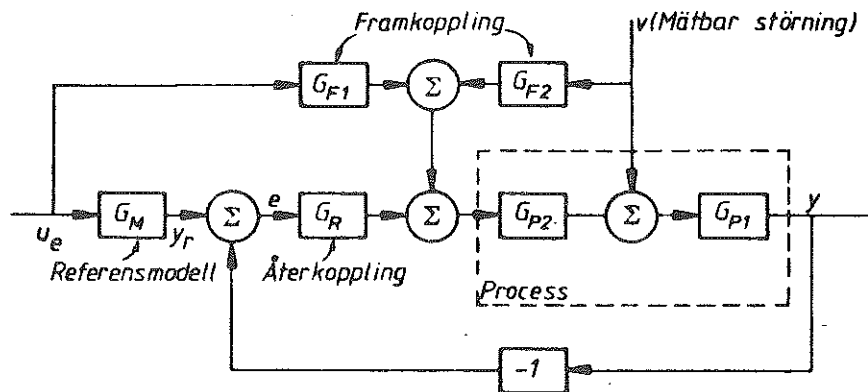 Framkoppling
v(Mätbar störning)
G_F1
Σ
G_F2
u_e
G_M
y_r
Σ
e
G_R
Σ
G_P2
Σ
G_P1
y
Referensmodell
Återkoppling
Process
-1